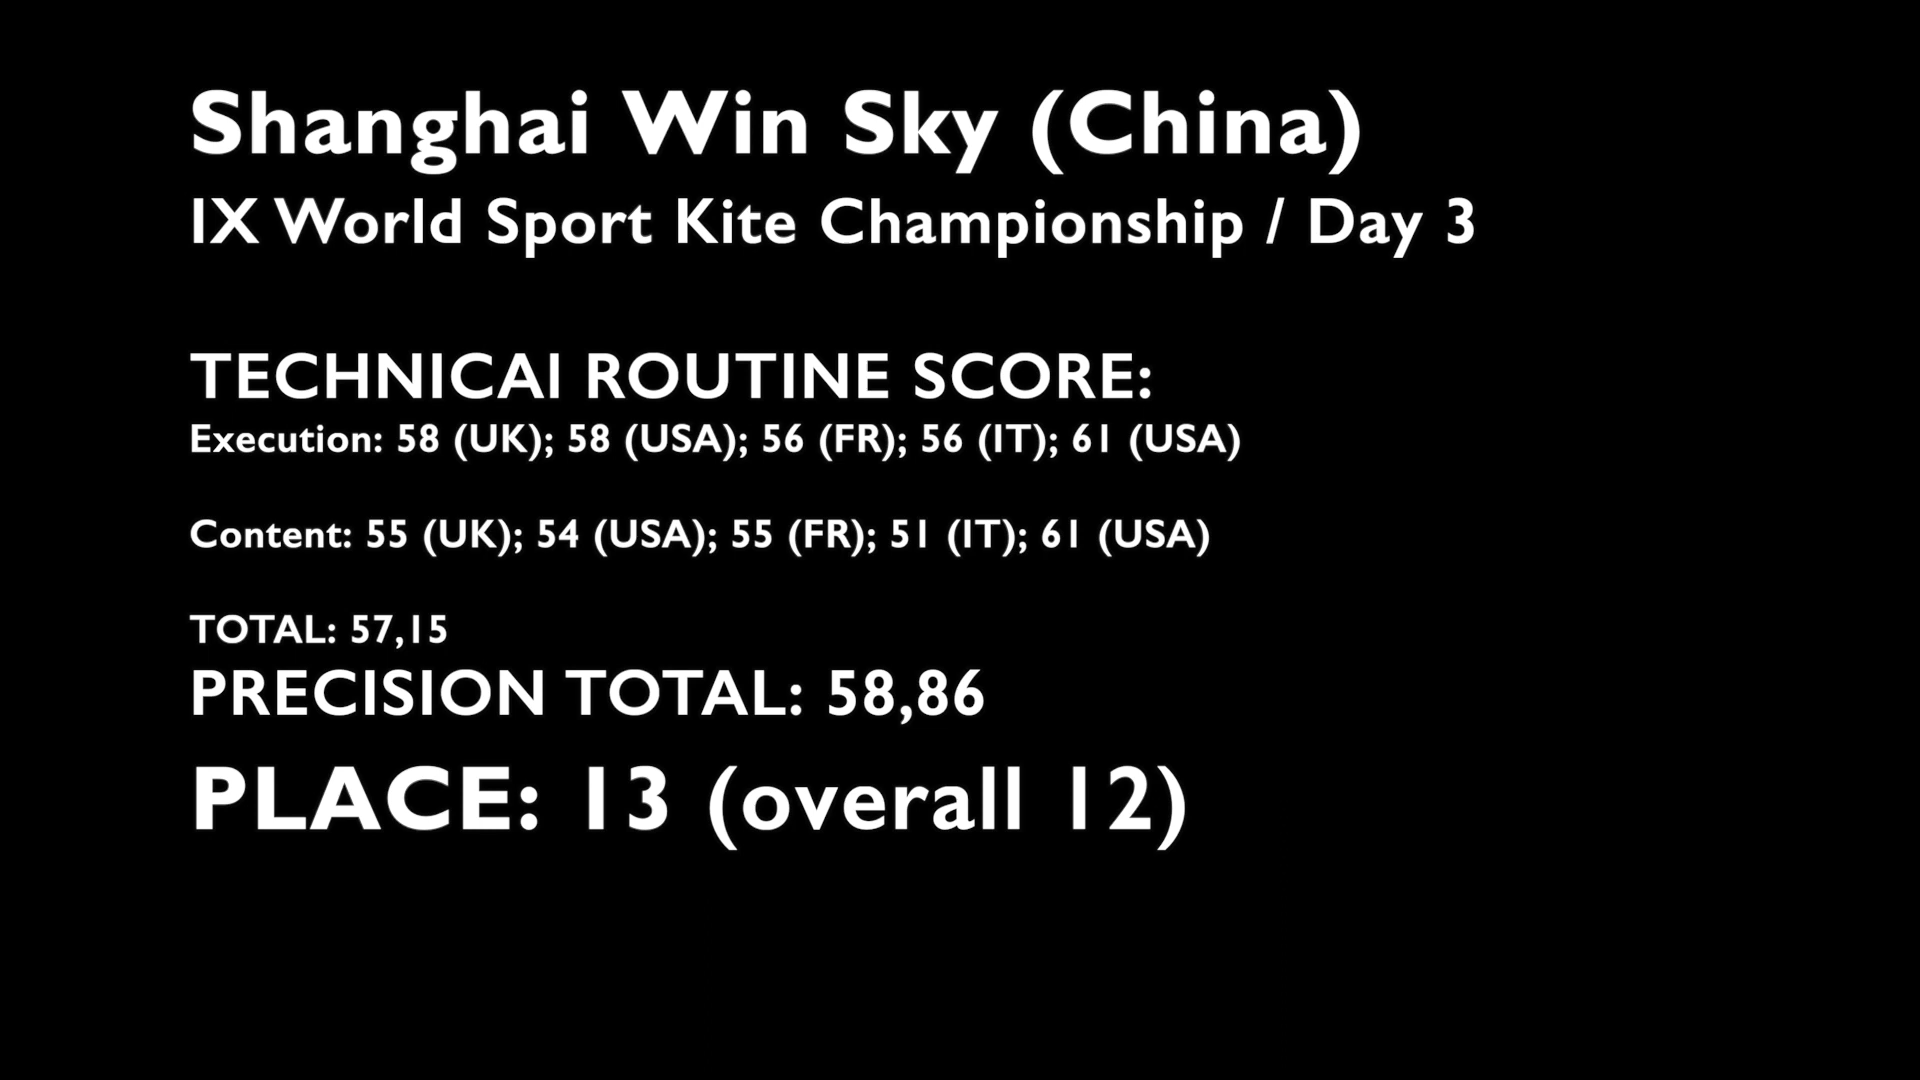 Shanghai Win Sky (China)
IX World Sport Kite Championship / Day 3
TECHNICAl ROUTINE SCORE:
Execution: 58 (UK); 58 (USA); 56 (FR); 56 (IT); 61 (USA)
Content: 55 (UK); 54 (USA); 55 (FR); 51 (IT); 61 (USA)
TOTAL: 57,15
PRECISION TOTAL: 58,86
PLACE: 13 (overall 12)